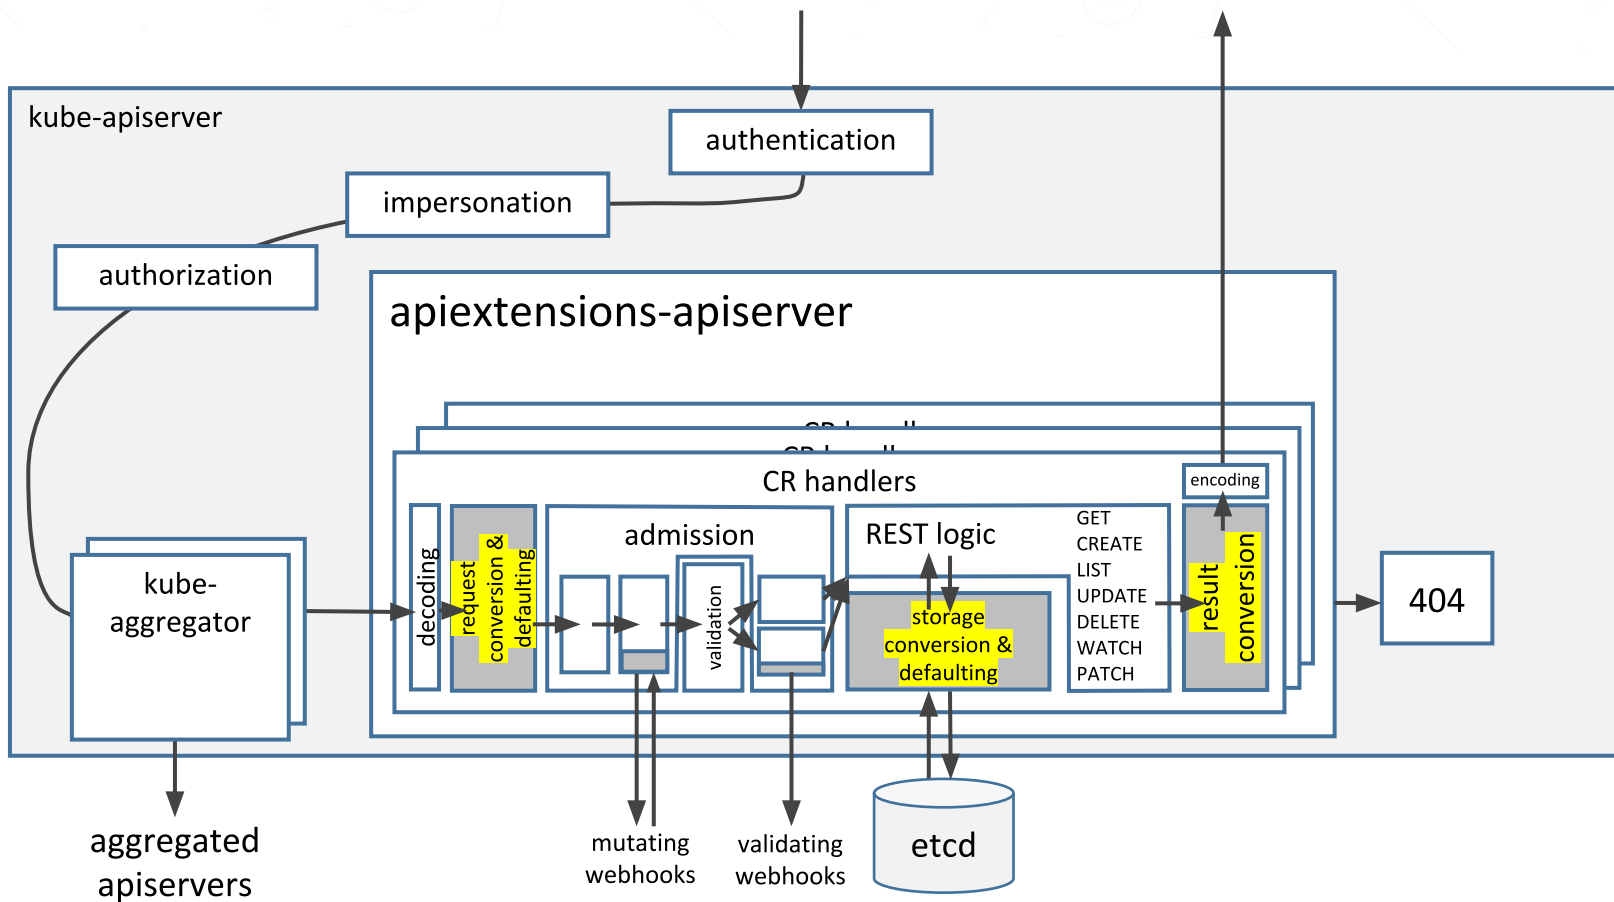 kube-apiserver
authentication
impersonation
authorization
apiextensions-apiserver
CR handlers
encoding
decoding
request
conversion &
defaulting
admission
validation
REST logic
GET
CREATE
LIST
UPDATE
DELETE
WATCH
PATCH
storage
conversion &
defaulting
result
conversion
404
kube-
aggregator
aggregated
apiservers
mutating
webhooks
validating
webhooks
etcd